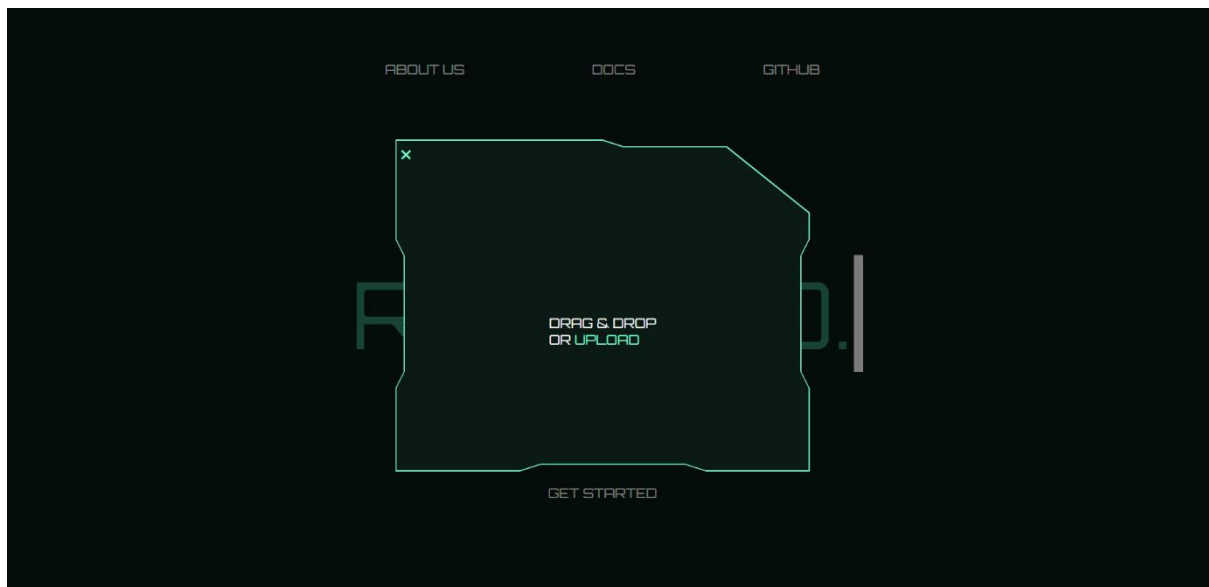 ABOUT US
DOCS
GITHUB
DRAG & DROP
OR UPLOAD
GET STARTED